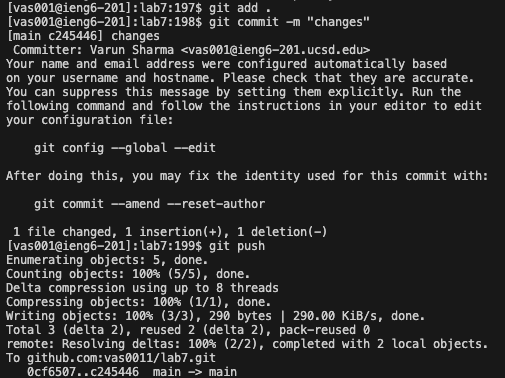 [vas001@ieng6-201]:lab7:197$ git add .
[vas001@ieng6-201]:lab7:198$ git commit -m "changes"
[main c245446] changes
 Committer: Varun Sharma <vas001@ieng6-201.ucsd.edu>
Your name and email address were configured automatically based
on your username and hostname. Please check that they are accurate.
You can suppress this message by setting them explicitly. Run the
following command and follow the instructions in your editor to edit
your configuration file:

    git config --global --edit

After doing this, you may fix the identity used for this commit with:

    git commit --amend --reset-author

 1 file changed, 1 insertion(+), 1 deletion(-)
[vas001@ieng6-201]:lab7:199$ git push
Enumerating objects: 5, done.
Counting objects: 100% (5/5), done.
Delta compression using up to 8 threads
Compressing objects: 100% (1/1), done.
Writing objects: 100% (3/3), 290 bytes | 290.00 KiB/s, done.
Total 3 (delta 2), reused 2 (delta 2), pack-reused 0
remote: Resolving deltas: 100% (2/2), completed with 2 local objects.
To github.com:vas0011/lab7.git
   0cf6507..c245446  main -> main